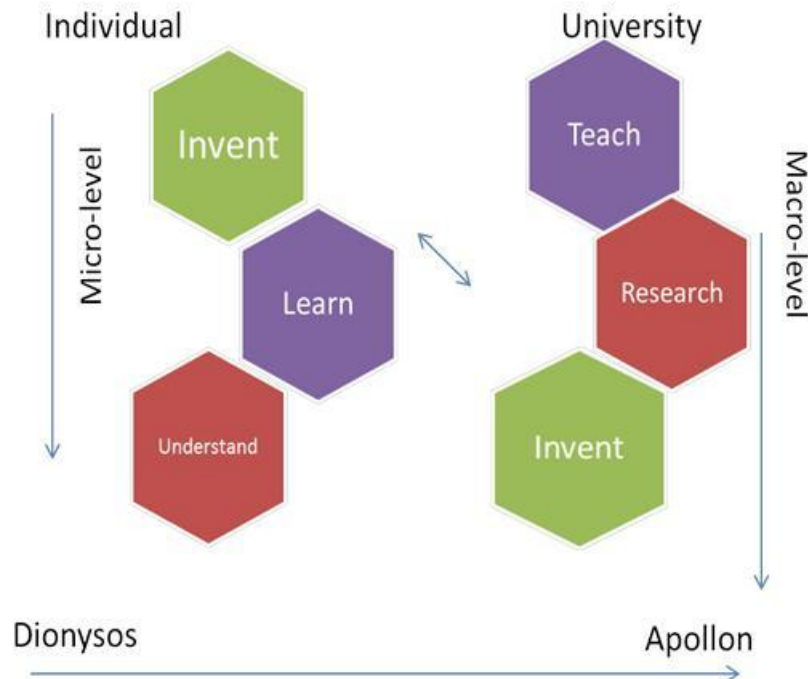 Individual
University
Invent
Teach
Micro-level
Macro-level
Learn
Research
Understand
Invent
Dionysos
Apollon